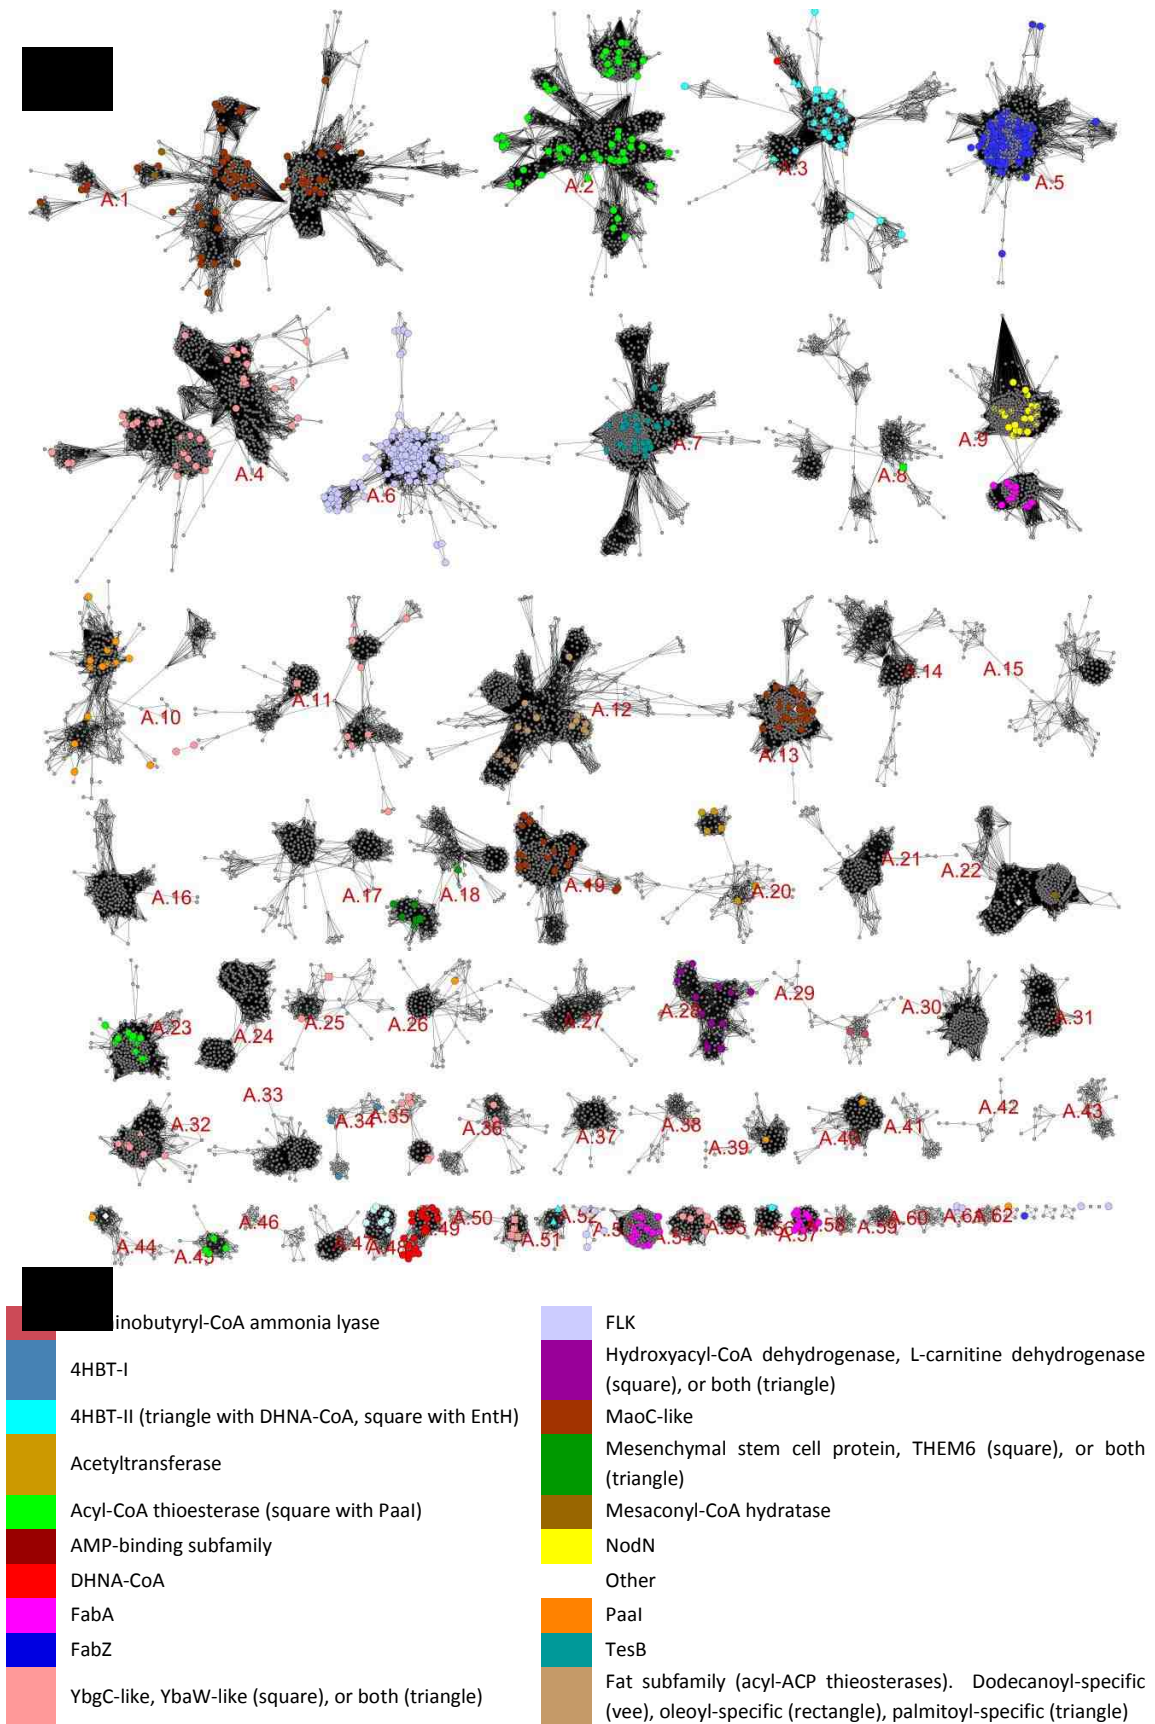 A.1
A.2
A.3
A.5
A.4
A.6
A.7
A.8
A.9
A.10
A.11
A.12
A.13
A.14
A.15
A.16
A.17
A.18
A.19
A.20
A.21
A.22
A.23
A.24
A.25
A.26
A.27
A.28
A.29
A.30
A.31
A.32
A.33
A.34
A.35
A.36
A.37
A.38
A.39
A.40
A.41
A.42
A.43
A.44
A.45
A.46
A.47
A.48
A.49
A.50
A.51
A.52
A.54
A.55
A.56
A.57
A.58
A.59
A.60
A.62
inobutyryl-CoA ammonia lyase
4HBT-I
4HBT-II (triangle with DHNA-CoA, square with EntH)
Acetyltransferase
Acyl-CoA thioesterase (square with PaaI)
AMP-binding subfamily
DHNA-CoA
FabA
FabZ
YbgC-like, YbaW-like (square), or both (triangle)
FLK
Hydroxyacyl-CoA dehydrogenase, L-carnitine dehydrogenase
(square), or both (triangle)
MaoC-like
Mesenchymal stem cell protein, THEM6 (square), or both
(triangle)
Mesaconyl-CoA hydratase
NodN
Other
PaaI
TesB
Fat subfamily (acyl-ACP thieosterases). Dodecanoyl-specific
(vee), oleoyl-specific (rectangle), palmitoyl-specific (triangle)